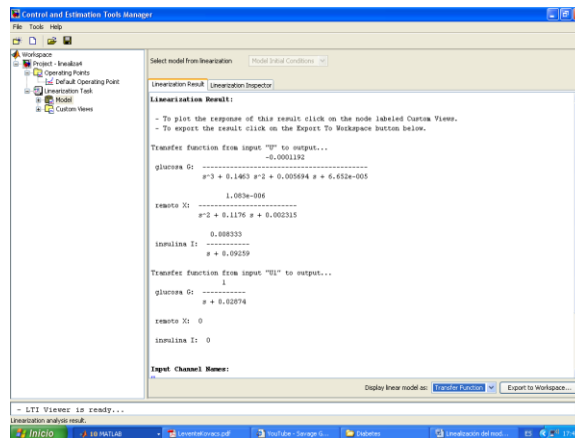 Control and Estimation Tools Manager
File Tools Help
Workspace
Project - linealiza4
Operating Points
Default Operating Point
Linearization Task
Model
Custom Views
Select model from linearization
Model Initial Conditions
Linearization Result
Linearization Inspector
Linearization Result:
- To plot the response of this result click on the node labeled Custom Views.
- To export the result click on the Export To Workspace button below.
Transfer function from input "U" to output...
-0.0001192
glucosa G: ----------------------------------------
s^3 + 0.1463 s^2 + 0.005694 s + 6.652e-005
1.083e-006
remoto X: ------------------------
s^2 + 0.1176 s + 0.002315
0.008333
insulina I: -----------
s + 0.09259
Transfer function from input "U1" to output...
1
glucosa G: -----------
s + 0.02874
remoto X: 0
insulina I: 0
Input Channel Names:
Display linear model as:
Transfer Function
Export to Workspace...
- LTI Viewer is ready...
Linearization analysis result.
Inicio
10 MATLAB
LeventeKovacs.pdf
YouTube - Savage G...
Diabetes
Linealización del mod...
ES